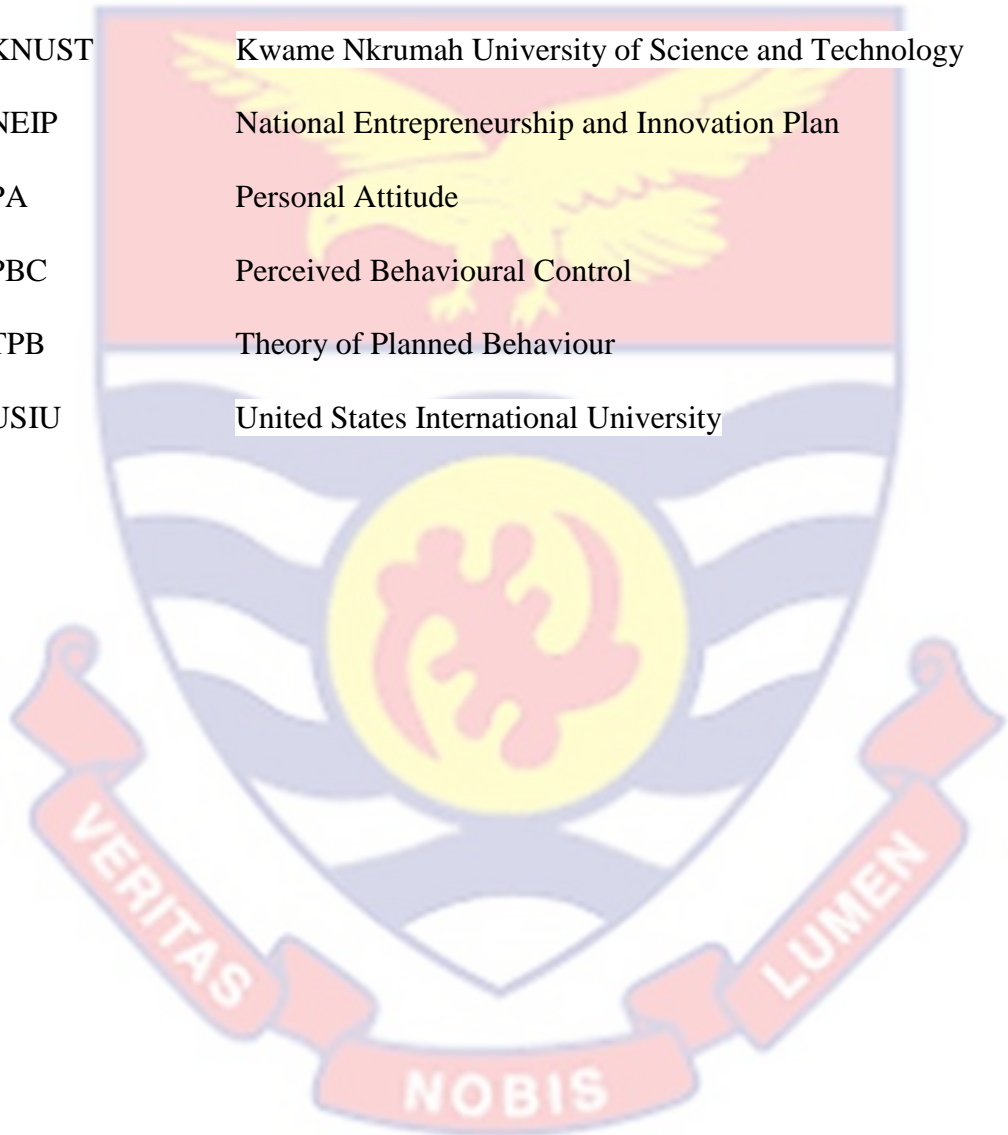 KNUST Kwame Nkrumah University of Science and Technology
NEIP National Entrepreneurship and Innovation Plan
PA Personal Attitude
PBC Perceived Behavioural Control
TPB Theory of Planned Behaviour
USIU United States International University
VERITAS
NOBIS
LUMEN